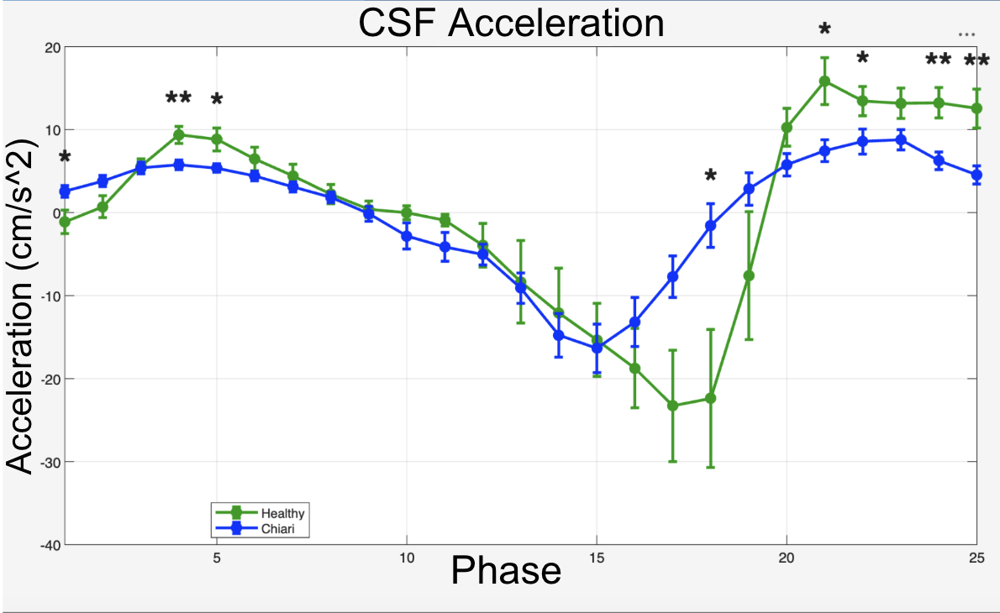 CSF Acceleration
...
* * ** **
** *
* *
20
10
0
-10
-20
-30
-40
Acceleration (cm/s^2)
Healthy
Chiari
5 10 15 20 25
Phase